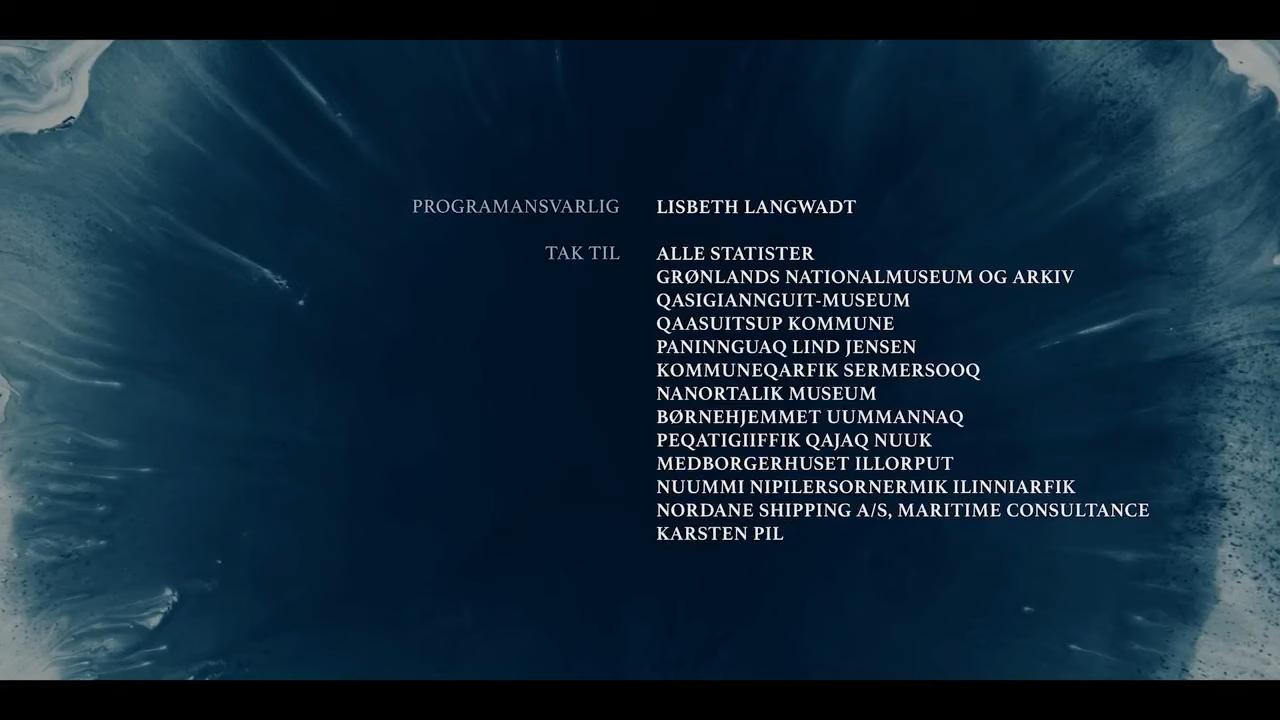 PROGRAMANSVARLIG LISBETH LANGWADT
TAK TIL ALLE STATISTER
GRØNLANDS NATIONALMUSEUM OG ARKIV
QASIGIANNGUIT-MUSEUM
QAASUITSUP KOMMUNE
PANINNGUAQ LIND JENSEN
KOMMUNEQARFIK SERMERSOOQ
NANORTALIK MUSEUM
BØRNEHJEMMET UUMMANNAQ
PEQATIGIIFFIK QAJAQ NUUK
MEDBORGERHUSET ILLORPUT
NUUMMI NIPILERSORNERMIK ILINNIARFIK
NORDANE SHIPPING A/S, MARITIME CONSULTANCE
KARSTEN PIL